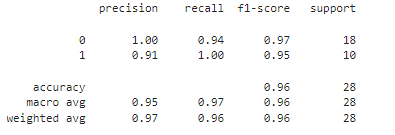 precision recall f1-score support
0 1.00 0.94 0.97 18
1 0.91 1.00 0.95 10
accuracy 0.96 28
macro avg 0.95 0.97 0.96 28
weighted avg 0.97 0.96 0.96 28